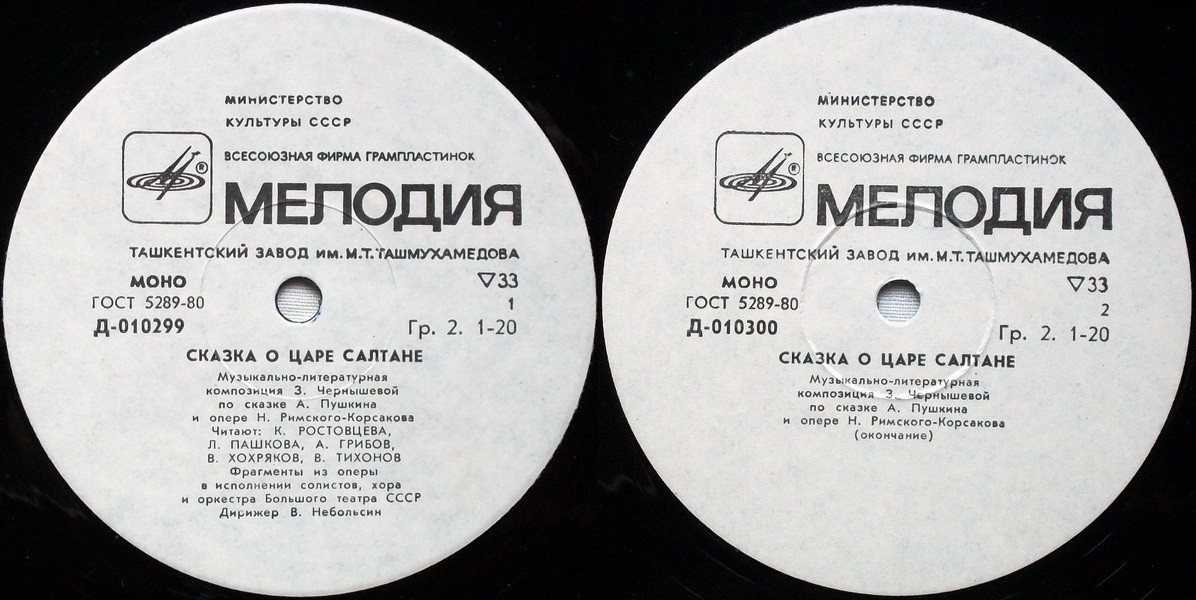 МИНИСТЕРСТВО
КУЛЬТУРЫ СССР
ВСЕСОЮЗНАЯ ФИРМА ГРАМПЛАСТИНОК
®
МЕЛОДИЯ
ТАШКЕНТСКИЙ ЗАВОД ИМ. М.Т. ТАШМУХАМЕДОВА
МОНО ▽33
ГОСТ 5289-80 1
Д-010299 Гр. 2. 1-20
СКАЗКА О ЦАРЕ САЛТАНЕ
Музыкально-литературная
композиция З. Чернышевой
по сказке А. Пушкина
и опере Н. Римского-Корсакова
Читают: К. РОСТОВЦЕВА,
Л. ПАШКОВА, А. ГРИБОВ,
В. ХОХРЯКОВ, В. ТИХОНОВ
Фрагменты из оперы
в исполнении солистов, хора
и оркестра Большого театра СССР
Дирижер В. Небольсин
МИНИСТЕРСТВО
КУЛЬТУРЫ СССР
ВСЕСОЮЗНАЯ ФИРМА ГРАМПЛАСТИНОК
®
МЕЛОДИЯ
ТАШКЕНТСКИЙ ЗАВОД ИМ. М.Т. ТАШМУХАМЕДОВА
МОНО ▽33
ГОСТ 5289-80 2
Д-010300 Гр. 2. 1-20
СКАЗКА О ЦАРЕ САЛТАНЕ
Музыкально-литературная
композиция З. Чернышевой
по сказке А. Пушкина
и опере Н. Римского-Корсакова
(окончание)